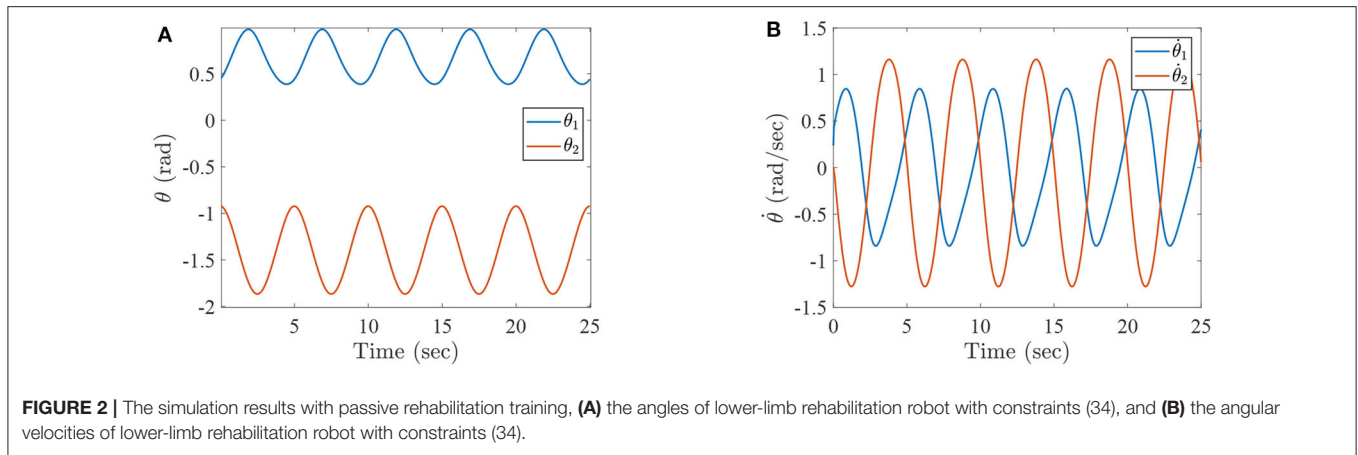 A
0.5
0
-0.5
-1
-1.5
-2
θ (rad)
θ₁
θ₂
5 10 15 20 25
Time (sec)
B
1.5
1
0.5
0
-0.5
-1
-1.5
θ̇ (rad/sec)
θ̇₁
θ̇₂
0 5 10 15 20 25
Time (sec)
FIGURE 2 | The simulation results with passive rehabilitation training, (A) the angles of lower-limb rehabilitation robot with constraints (34), and (B) the angular
velocities of lower-limb rehabilitation robot with constraints (34).